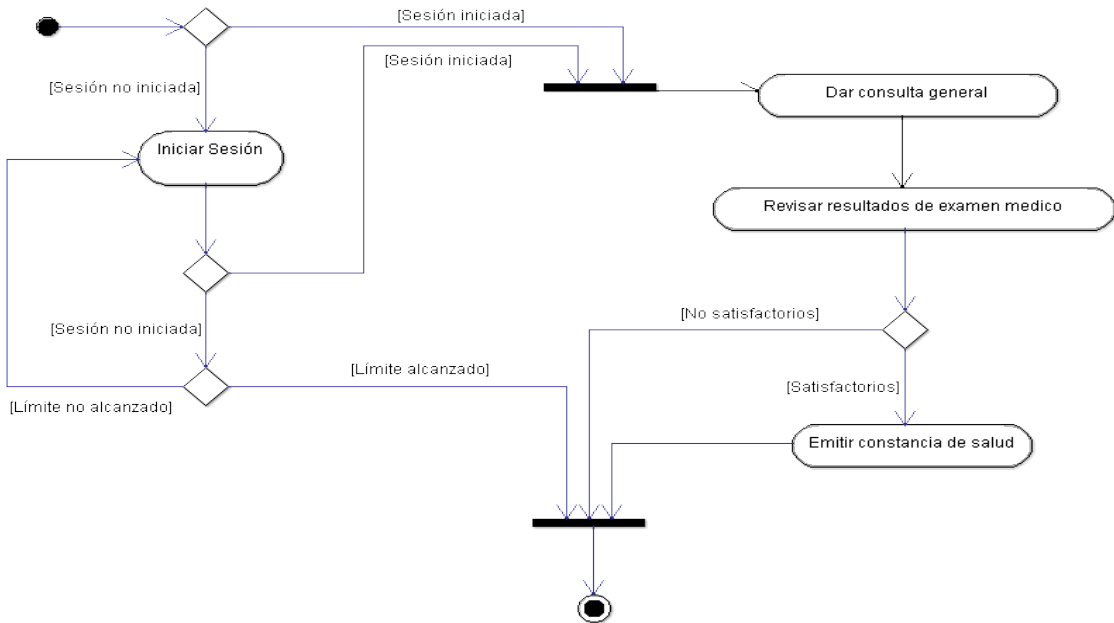 [Sesión iniciada]
[Sesión iniciada]
[Sesión no iniciada]
Dar consulta general
Iniciar Sesión
Revisar resultados de examen medico
[No satisfactorios]
[Sesión no iniciada]
[Límite alcanzado]
[Satisfactorios]
[Límite no alcanzado]
Emitir constancia de salud